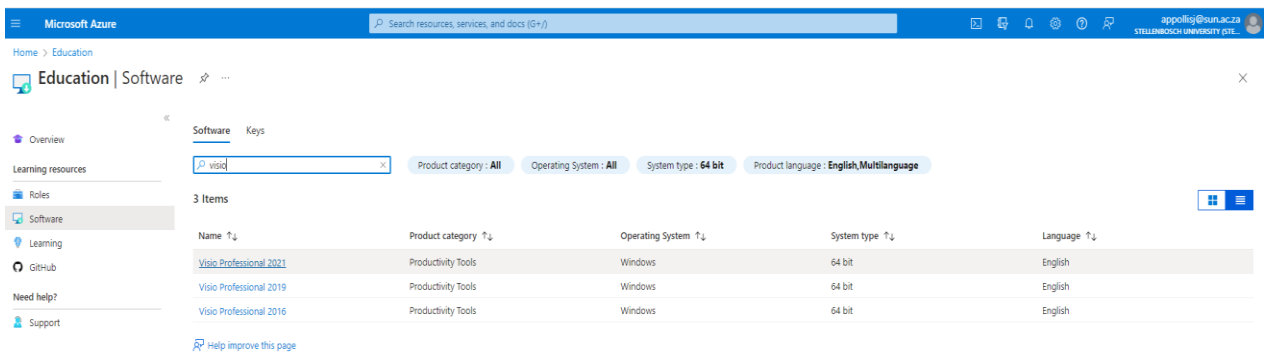 Microsoft Azure
Search resources, services, and docs (G+/)
appollisj@sun.ac.za
STELLENBOSCH UNIVERSITY (STE...
Home > Education
Education | Software
Overview
Learning resources
Roles
Software
Learning
GitHub
Need help?
Support
Software Keys
visio
Product category : All Operating System : All System type : 64 bit Product language : English,Multilanguage
3 Items
Name ↑↓ Product category ↑↓ Operating System ↑↓ System type ↑↓ Language ↑↓
Visio Professional 2021 Productivity Tools Windows 64 bit English
Visio Professional 2019 Productivity Tools Windows 64 bit English
Visio Professional 2016 Productivity Tools Windows 64 bit English
Help improve this page